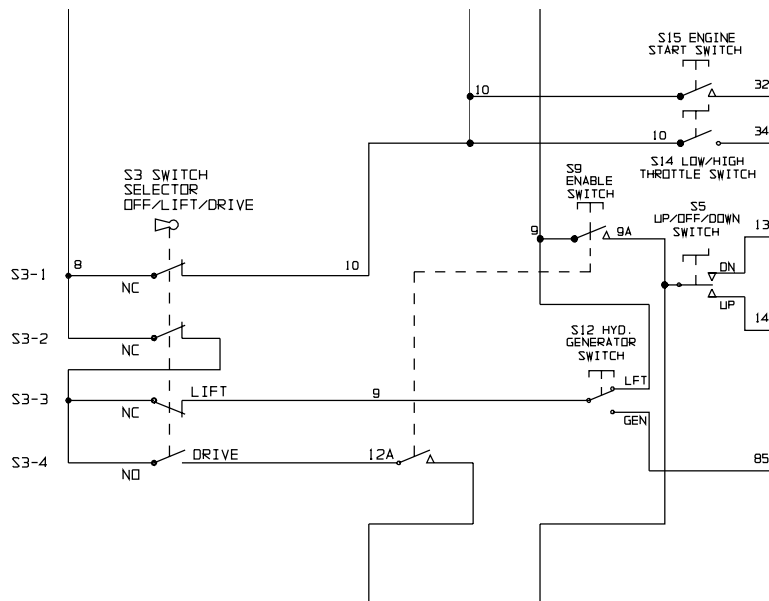 S15 ENGINE
START SWITCH
10
32
10
34
S14 LOW/HIGH
THROTTLE SWITCH
S3 SWITCH
SELECTOR
OFF/LIFT/DRIVE
S9
ENABLE
SWITCH
S5
UP/OFF/DOWN
SWITCH
9
9A
13
S3-1
8
NC
10
DN
UP
14
S3-2
NC
S12 HYD.
GENERATOR
SWITCH
LFT
S3-3
NC
LIFT
9
GEN
S3-4
NO
DRIVE
12A
85